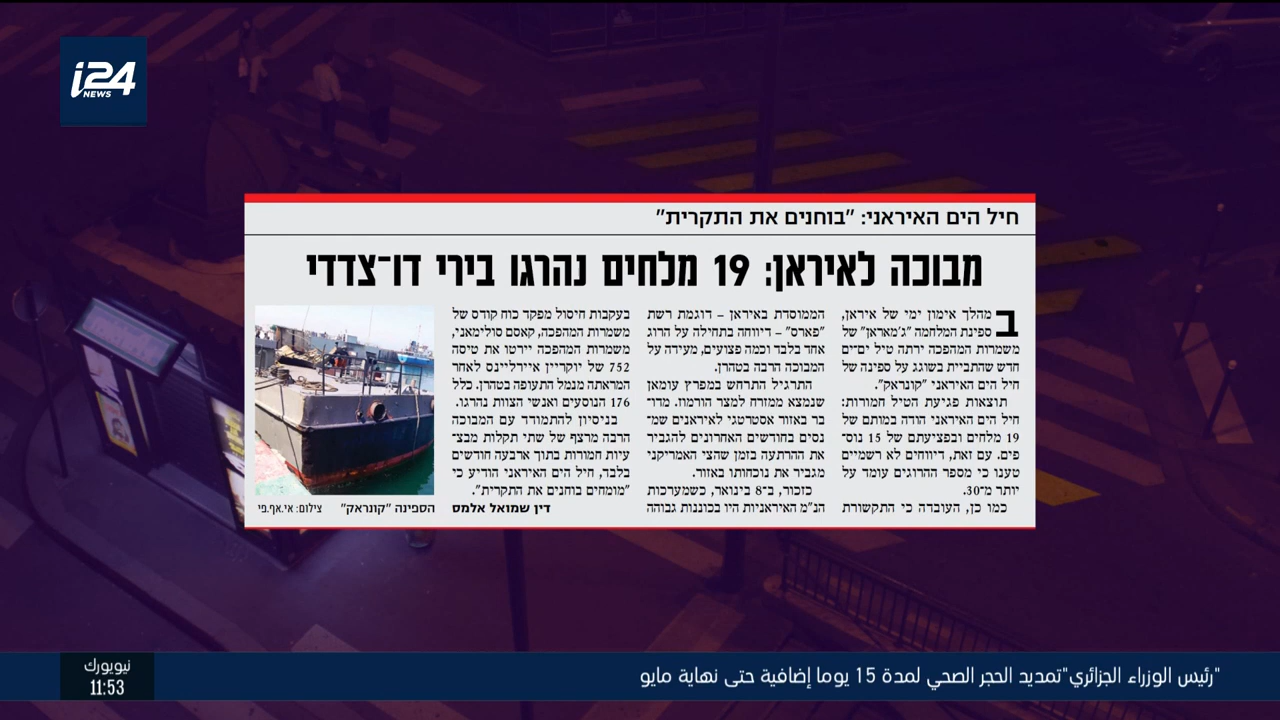 i24
NEWS
חיל הים האיראני: "בוחנים את התקרית"
מבוכה לאיראן: 19 מלחים נהרגו בירי דו־צדדי
במהלך אימון ימי של איראן,
ספינת המלחמה "ג'מאראן" של
משמרות המהפכה ירתה טיל ים־ים
חדש שהתביית בשוגג על ספינה של
חיל הים האיראני "קונראק".
תוצאות פגיעת הטיל חמורות:
חיל הים האיראני הודה במותם של
19 מלחים ובפציעתם של 15 נוס־
פים. עם זאת, דיווחים לא רשמיים
טענו כי מספר ההרוגים עומד על
יותר מ־30.
כמו כן, העובדה כי התקשורת
הממוסדת באיראן – דוגמת רשת
"פארס" – דיווחה בתחילה על הרוג
אחד בלבד וכמה פצועים, מעידה על
המבוכה הרבה בטהרן.
התרגיל התרחש במפרץ עומאן
שנמצא ממזרח למצר הורמוז. מדו־
בר באזור אסטרטגי לאיראנים שמ־
נסים בחודשים האחרונים להגביר
את ההרתעה בזמן שהצי האמריקני
מגביר את נוכחותו באזור.
כזכור, ב־8 בינואר, כשמערכות
הנ"מ האיראניות היו בכוננות גבוהה
בעקבות חיסול מפקד כוח קודס של
משמרות המהפכה, קאסם סולימאני,
משמרות המהפכה יירטו את טיסה
752 של יוקריין איירליינס לאחר
המראתה מנמל התעופה בטהרן. כלל
176 הנוסעים ואנשי הצוות נהרגו.
בניסיון להתמודד עם המבוכה
הרבה מרצף של שתי תקלות מבצ־
עיות חמורות בתוך ארבעה חודשים
בלבד, חיל הים האיראני הודיע כי
"מומחים בוחנים את התקרית".
דין שמואל אלמס
הספינה "קונראק" צילום: אי.אף.פי
"رئيس الوزراء الجزائري"تمديد الحجر الصحي لمدة 15 يوما إضافية حتى نهاية مايو
نيويورك
11:53